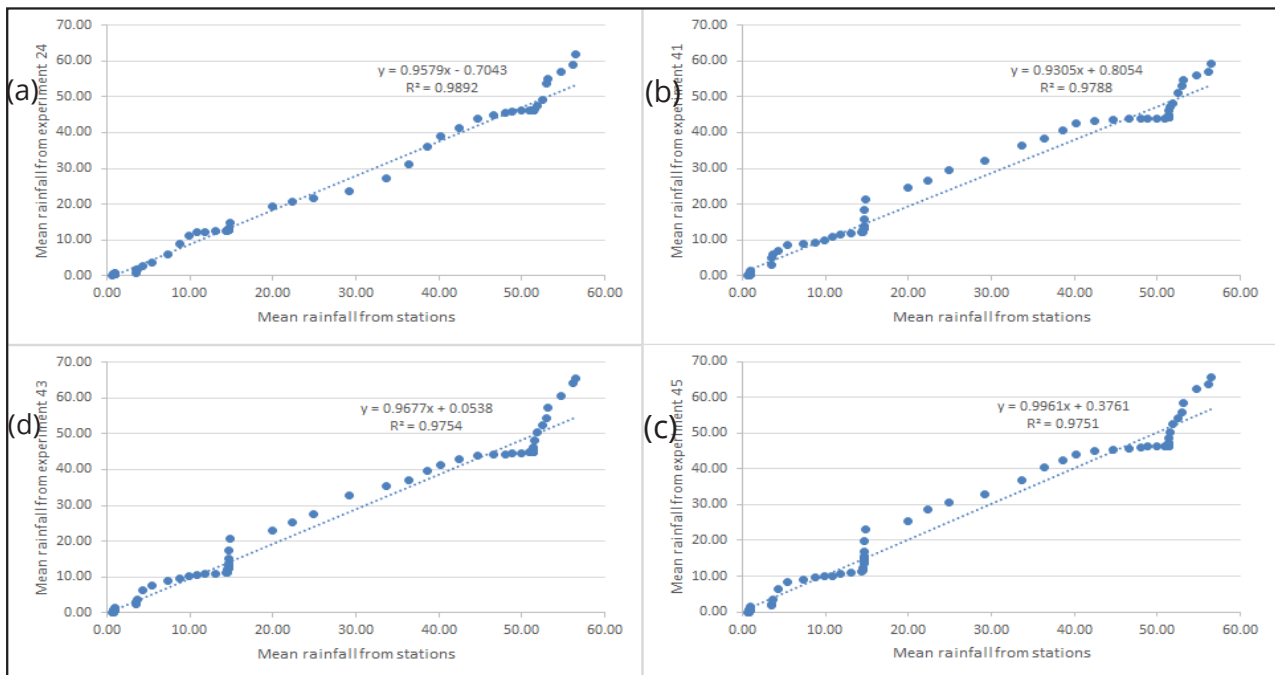 (a)
Mean rainfall from experiment 24
70.00
60.00
50.00
40.00
30.00
20.00
10.00
0.00
y = 0.9579x - 0.7043
R² = 0.9892
0.00 10.00 20.00 30.00 40.00 50.00 60.00
Mean rainfall from stations
(b)
Mean rainfall from experiment 41
70.00
60.00
50.00
40.00
30.00
20.00
10.00
0.00
y = 0.9305x + 0.8054
R² = 0.9788
0.00 10.00 20.00 30.00 40.00 50.00 60.00
Mean rainfall from stations
(d)
Mean rainfall from experiment 43
70.00
60.00
50.00
40.00
30.00
20.00
10.00
0.00
y = 0.9677x + 0.0538
R² = 0.9754
0.00 10.00 20.00 30.00 40.00 50.00 60.00
Mean rainfall from stations
(c)
Mean rainfall from experiment 45
70.00
60.00
50.00
40.00
30.00
20.00
10.00
0.00
y = 0.9961x + 0.3761
R² = 0.9751
0.00 10.00 20.00 30.00 40.00 50.00 60.00
Mean rainfall from stations